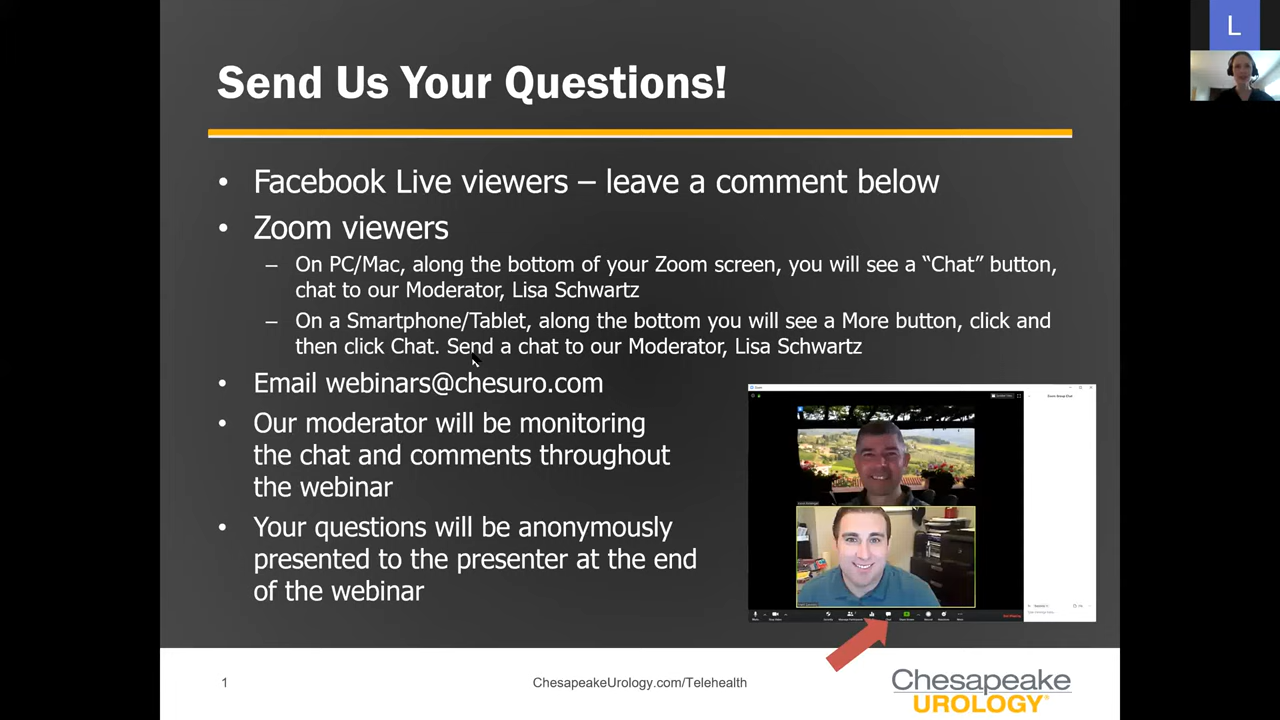 L
Send Us Your Questions!
• Facebook Live viewers – leave a comment below
• Zoom viewers
– On PC/Mac, along the bottom of your Zoom screen, you will see a “Chat” button,
chat to our Moderator, Lisa Schwartz
– On a Smartphone/Tablet, along the bottom you will see a More button, click and
then click Chat. Send a chat to our Moderator, Lisa Schwartz
• Email webinars@chesuro.com
• Our moderator will be monitoring
the chat and comments throughout
the webinar
• Your questions will be anonymously
presented to the presenter at the end
of the webinar
1
ChesapeakeUrology.com/Telehealth
Chesapeake
UROLOGY®